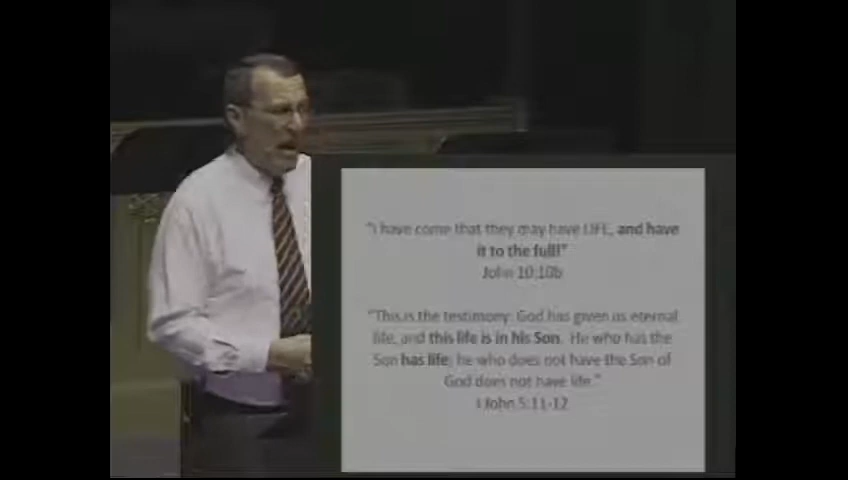 "I have come that they may have LIFE, and have
it to the full!"
John 10:10b
"This is the testimony: God has given us eternal
life, and this life is in his Son. He who has the
Son has life; he who does not have the Son of
God does not have life."
I John 5:11-12